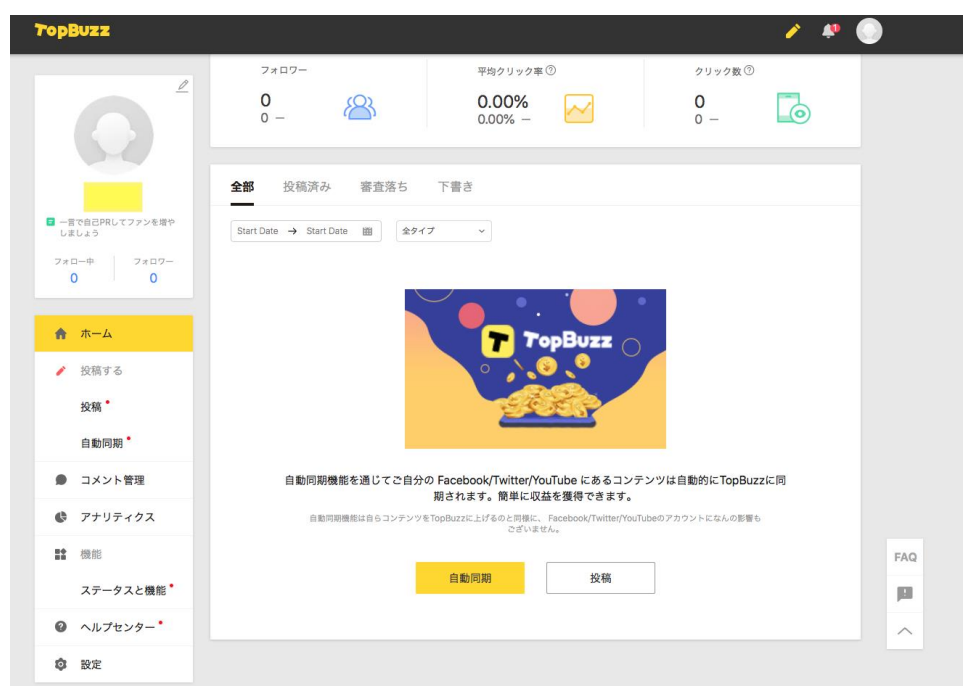 TopBuzz
1
フォロワー
0
0 —
平均クリック率
0.00%
0.00% —
クリック数
0
0 —
一言で自己PRしてファンを増や
しましょう
フォロー中
0
フォロワー
0
ホーム
投稿する
投稿
自動同期
コメント管理
アナリティクス
機能
ステータスと機能
ヘルプセンター
設定
全部 投稿済み 審査落ち 下書き
Start Date → Start Date 全タイプ
TopBuzz
自動同期機能を通じてご自分の Facebook/Twitter/YouTube にあるコンテンツは自動的にTopBuzzに同
期されます。簡単に収益を獲得できます。
自動同期機能は自らコンテンツをTopBuzzに上げるのと同様に、 Facebook/Twitter/YouTubeのアカウントになんの影響も
ございません。
自動同期 投稿
FAQ